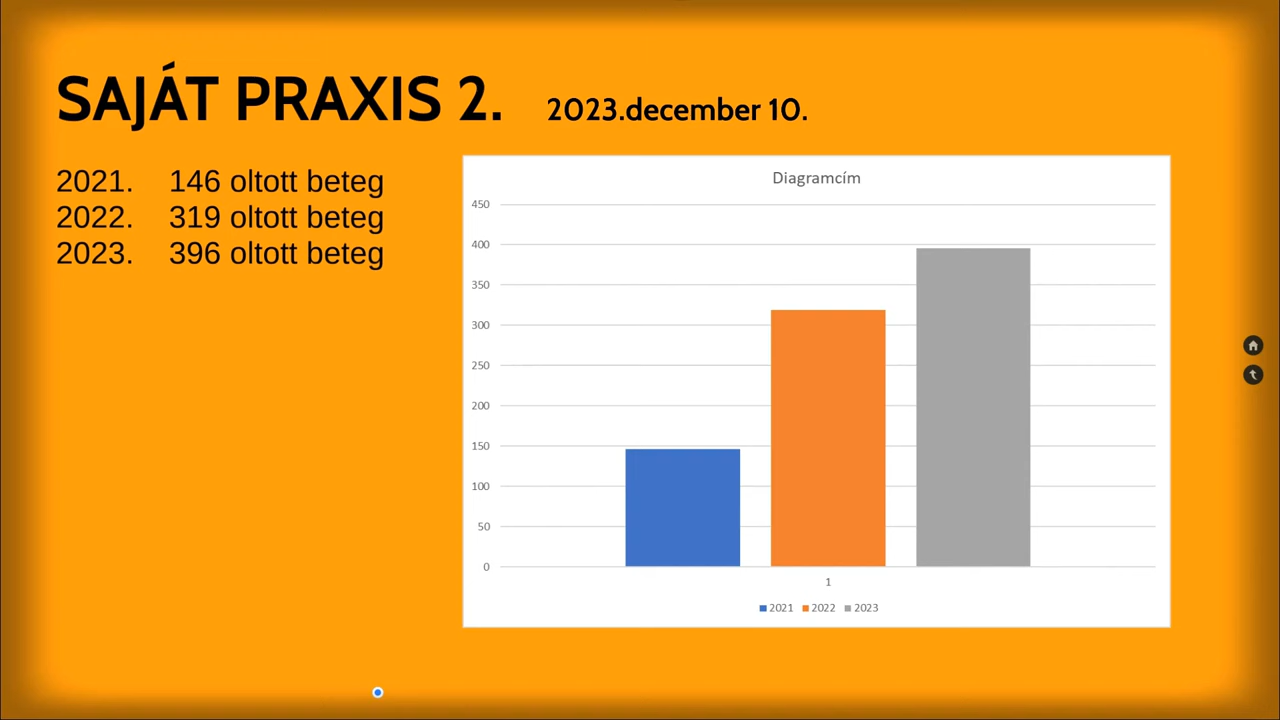 SAJÁT PRAXIS 2. 2023.december 10.
2021. 146 oltott beteg
2022. 319 oltott beteg
2023. 396 oltott beteg
Diagramcím
450
400
350
300
250
200
150
100
50
0
1
2021 2022 2023